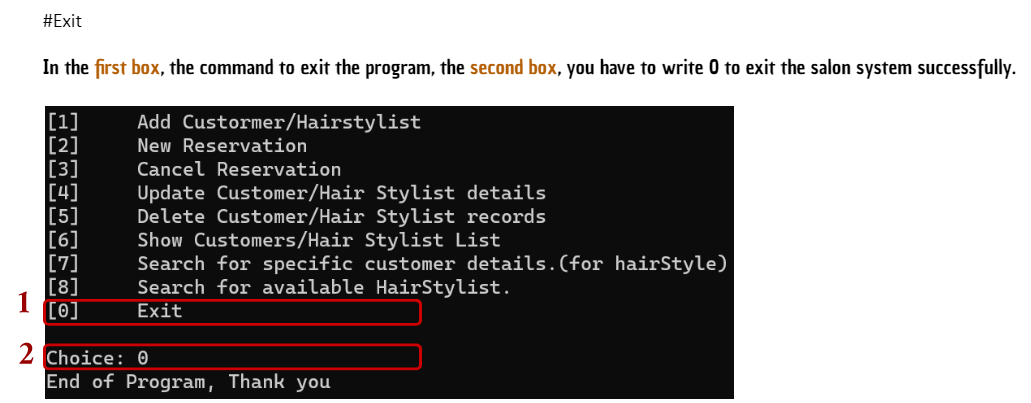 #Exit
In the first box, the command to exit the program, the second box, you have to write 0 to exit the salon system successfully.
[1] Add Custormer/Hairstylist
[2] New Reservation
[3] Cancel Reservation
[4] Update Customer/Hair Stylist details
[5] Delete Customer/Hair Stylist records
[6] Show Customers/Hair Stylist List
[7] Search for specific customer details.(for hairStyle)
[8] Search for available HairStylist.
1 [0] Exit
2 Choice: 0
End of Program, Thank you